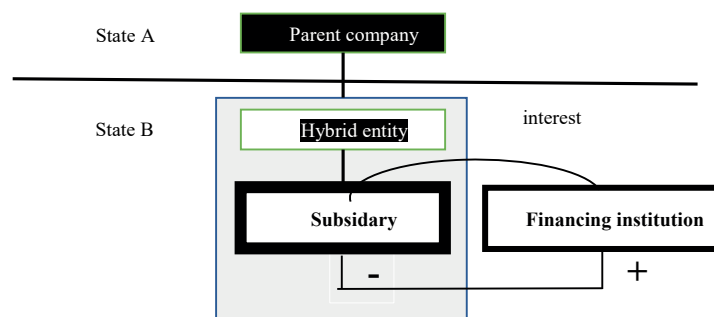 State A
Parent company
State B
Hybrid entity
interest
Subsidary
Financing institution
-
+